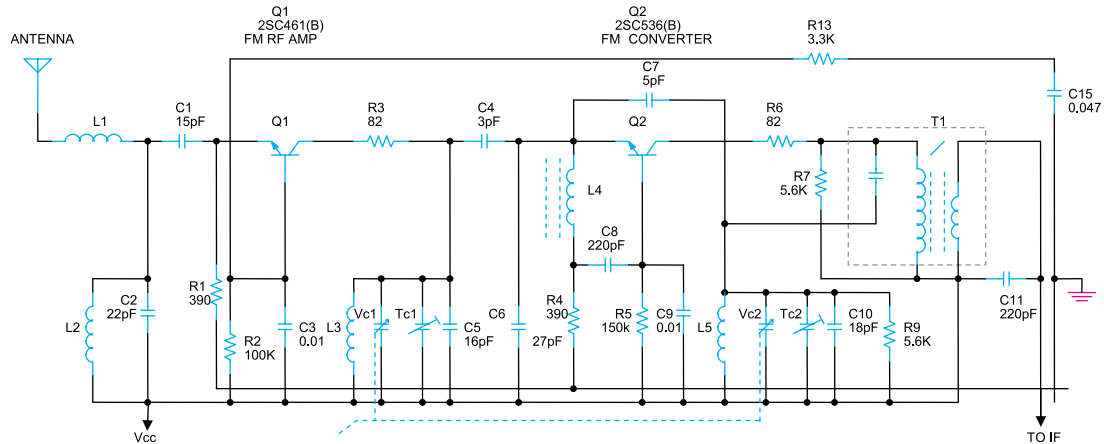 Q1
2SC461(B)
FM RF AMP
Q2
2SC536(B)
FM CONVERTER
R13
3.3K
ANTENNA
C7
5pF
C15
0.047
L1
C1
15pF
Q1
R3
82
C4
3pF
Q2
R6
82
T1
L4
R7
5.6K
C8
220pF
R1
390
L2
C2
22pF
R2
100K
C3
0.01
L3
Vc1
Tc1
C5
16pF
C6
27pF
R4
390
R5
150k
C9
0.01
L5
Vc2
Tc2
C10
18pF
R9
5.6K
C11
220pF
Vcc
TO IF